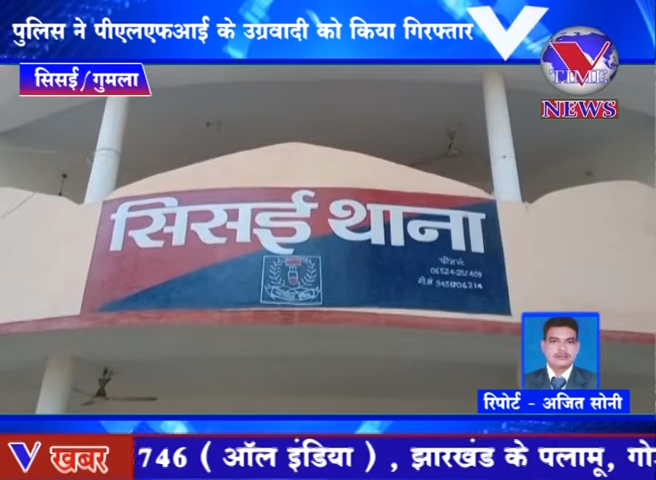 पुलिस ने पीएलएफआई के उग्रवादी को किया गिरफ्तार
सिसई/गुमला
V TIME
NEWS
सिसई थाना
रिपोर्ट - अजित सोनी
V खबर 746 ( ऑल इंडिया ) , झारखंड के पलामू,